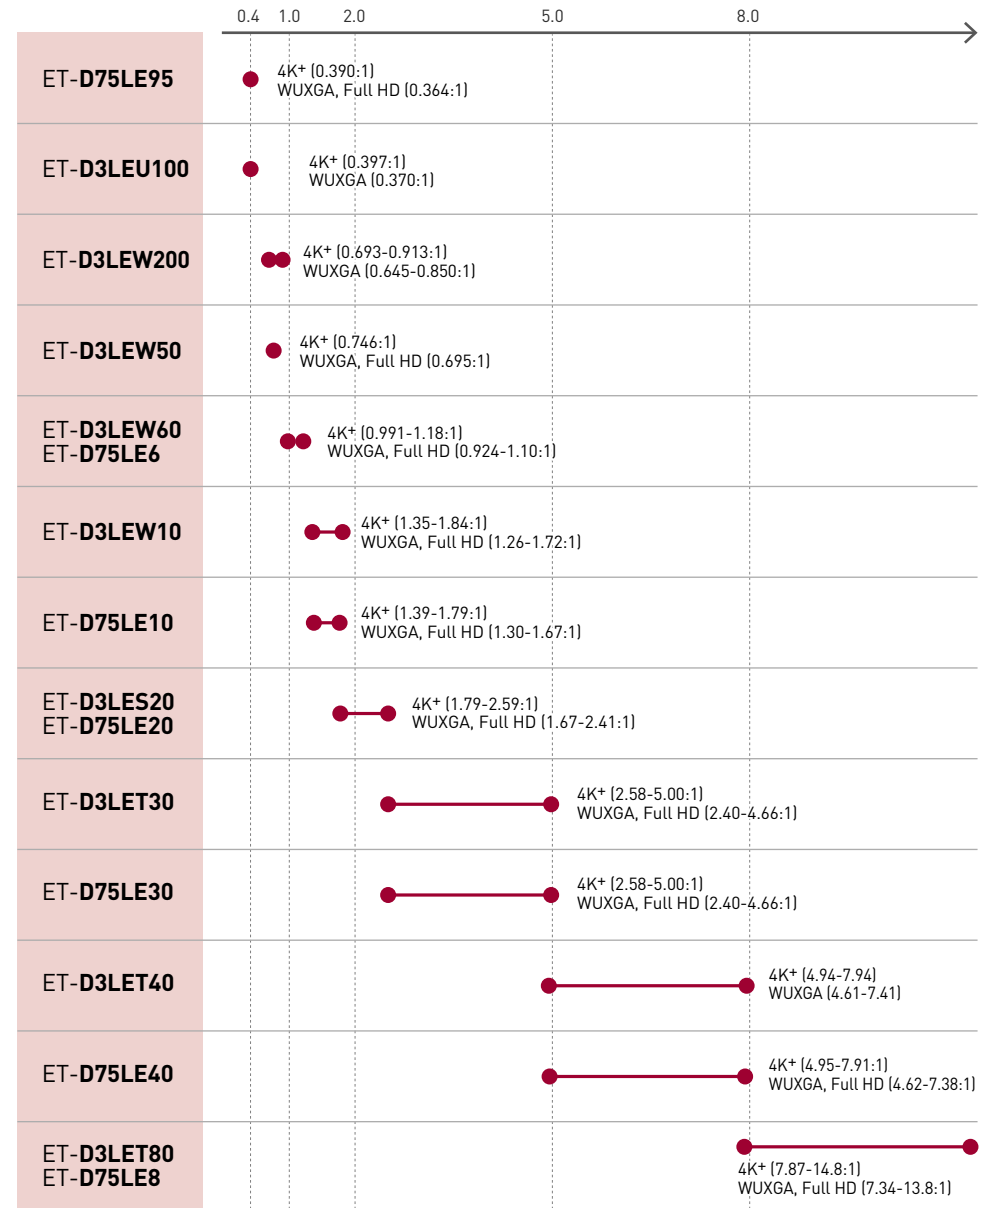 0.4 1.0 2.0 5.0 8.0
ET-D75LE95
4K+ (0.390:1)
WUXGA, Full HD (0.364:1)
ET-D3LEU100
4K+ (0.397:1)
WUXGA (0.370:1)
ET-D3LEW200
4K+ (0.693-0.913:1)
WUXGA (0.645-0.850:1)
ET-D3LEW50
4K+ (0.746:1)
WUXGA, Full HD (0.695:1)
ET-D3LEW60
ET-D75LE6
4K+ (0.991-1.18:1)
WUXGA, Full HD (0.924-1.10:1)
ET-D3LEW10
4K+ (1.35-1.84:1)
WUXGA, Full HD (1.26-1.72:1)
ET-D75LE10
4K+ (1.39-1.79:1)
WUXGA, Full HD (1.30-1.67:1)
ET-D3LES20
ET-D75LE20
4K+ (1.79-2.59:1)
WUXGA, Full HD (1.67-2.41:1)
ET-D3LET30
4K+ (2.58-5.00:1)
WUXGA, Full HD (2.40-4.66:1)
ET-D75LE30
4K+ (2.58-5.00:1)
WUXGA, Full HD (2.40-4.66:1)
ET-D3LET40
4K+ (4.94-7.94)
WUXGA (4.61-7.41)
ET-D75LE40
4K+ (4.95-7.91:1)
WUXGA, Full HD (4.62-7.38:1)
ET-D3LET80
ET-D75LE8
4K+ (7.87-14.8:1)
WUXGA, Full HD (7.34-13.8:1)